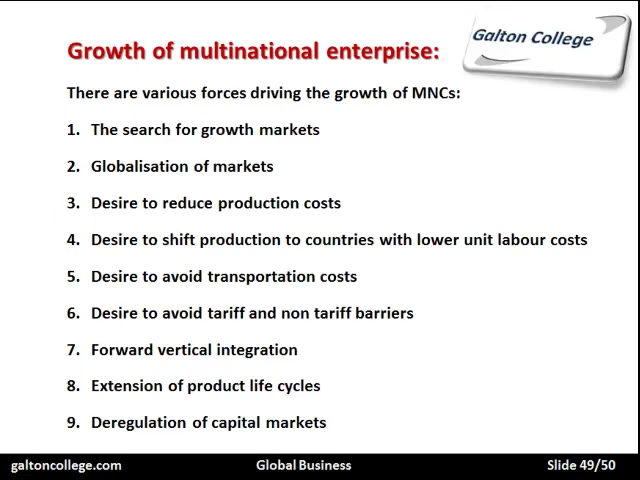 Galton College
Growth of multinational enterprise:
There are various forces driving the growth of MNCs:
1. The search for growth markets
2. Globalisation of markets
3. Desire to reduce production costs
4. Desire to shift production to countries with lower unit labour costs
5. Desire to avoid transportation costs
6. Desire to avoid tariff and non tariff barriers
7. Forward vertical integration
8. Extension of product life cycles
9. Deregulation of capital markets
galtoncollege.com Global Business Slide 49/50